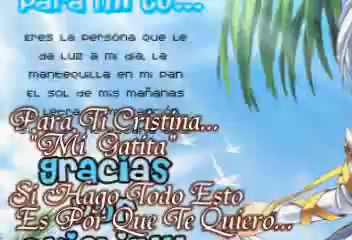 Para mi tú...
Eres la persona que le
da luz a mi día, la
mantequilla en mi pan
el sol de mis mañanas
Para Ti Cristina...
"Mi Gatita"
gracias
Si Hago Todo Esto
Es Por Que Te Quiero...